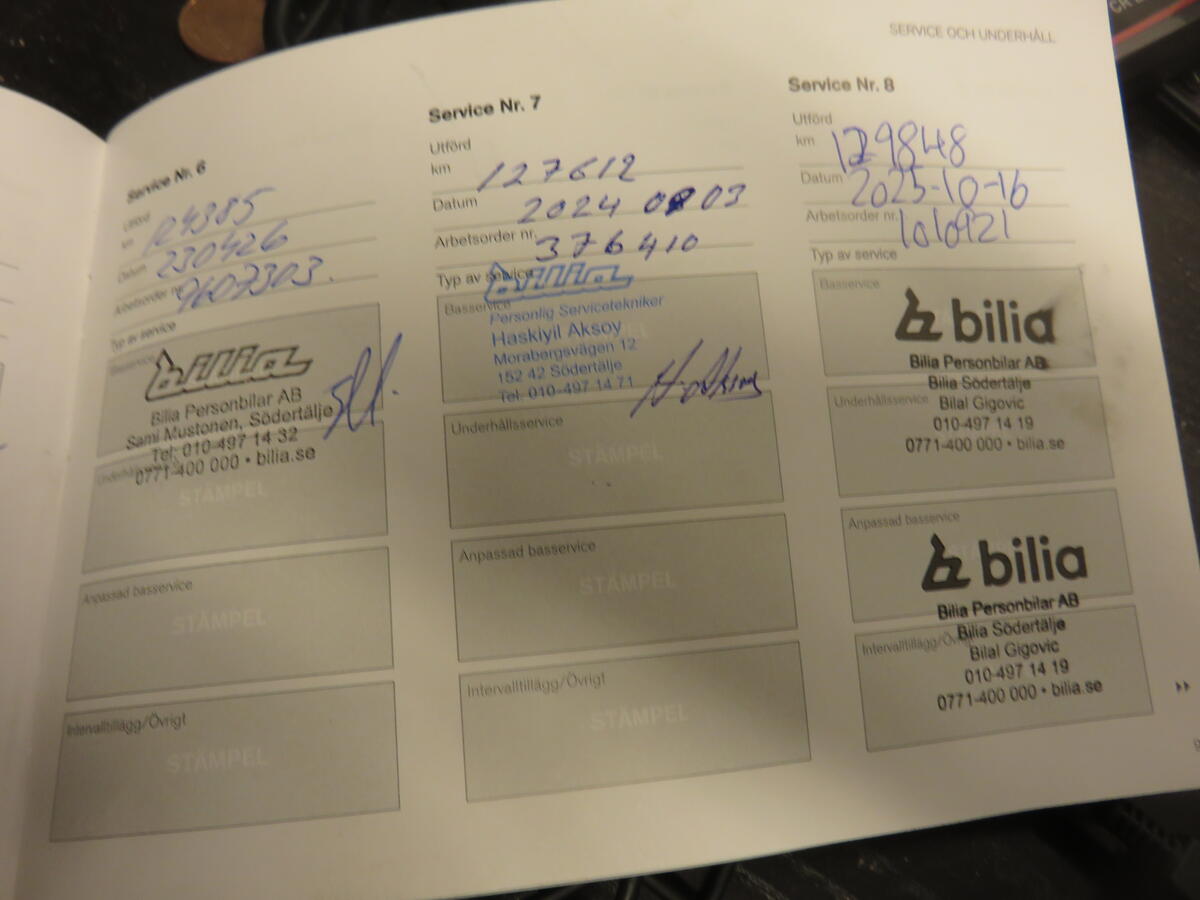 SERVICE OCH UNDERHÅLL
Service Nr. 6
Utförd
km 124385
Datum 230426
Arbetsorder nr. 9607303.
Typ av service
bilia
Bilia Personbilar AB
Sami Mustonen, Södertälje
Tel: 010-497 14 32
0771-400 000 • bilia.se
STÄMPEL
Anpassad basservice
STÄMPEL
Intervalltillägg/Övrigt
STÄMPEL
Service Nr. 7
Utförd
km 127612
Datum 2024 08 03
Arbetsorder nr. 376410
Typ av service
bilia
Basservice
Personlig Servicetekniker
Haskiyil Aksoy
Morabergsvägen 12
152 42 Södertälje
Tel: 010-497 14 71
Underhållsservice
STÄMPEL
Anpassad basservice
STÄMPEL
Intervalltillägg/Övrigt
STÄMPEL
Service Nr. 8
Utförd
km 129848
Datum 2025-10-16
Arbetsorder nr. 1010921
Typ av service
Basservice
bilia
Bilia Personbilar AB
Bilia Södertälje
Underhållsservice
Bilal Gigovic
010-497 14 19
0771-400 000 • bilia.se
Anpassad basservice
bilia
Bilia Personbilar AB
Bilia Södertälje
Intervalltillägg/Övrigt
Bilal Gigovic
010-497 14 19
0771-400 000 • bilia.se